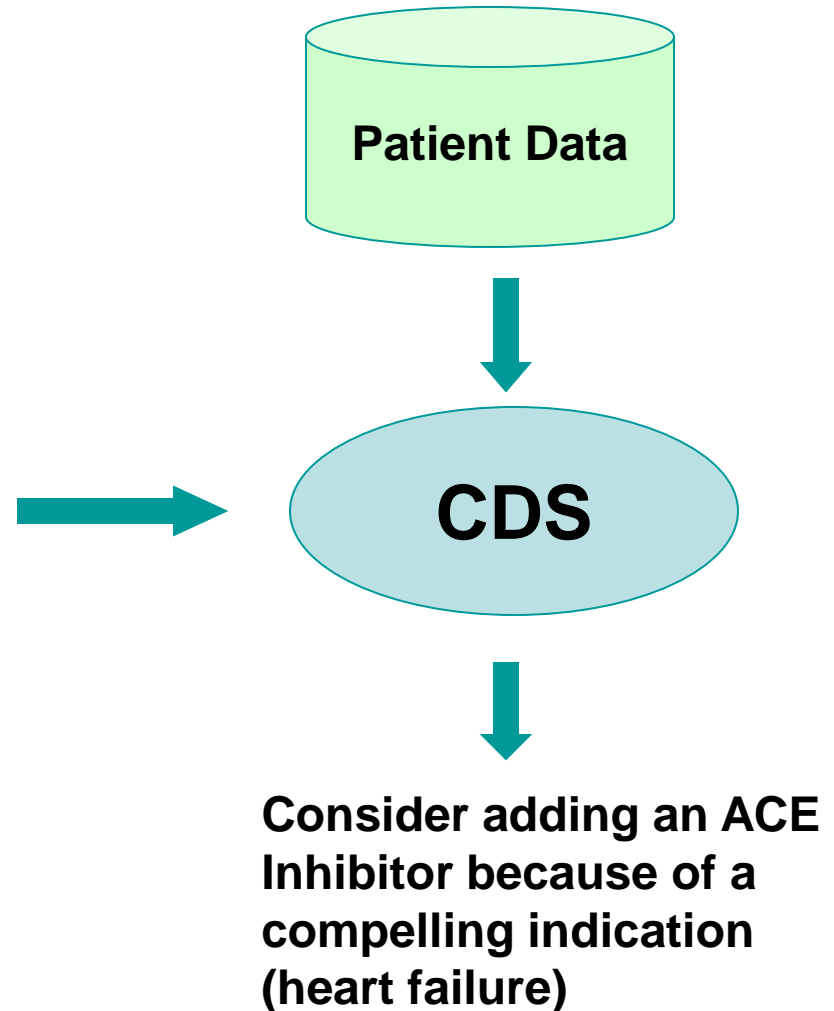 Patient Data
CDS
Consider adding an ACE
Inhibitor because of a
compelling indication
(heart failure)